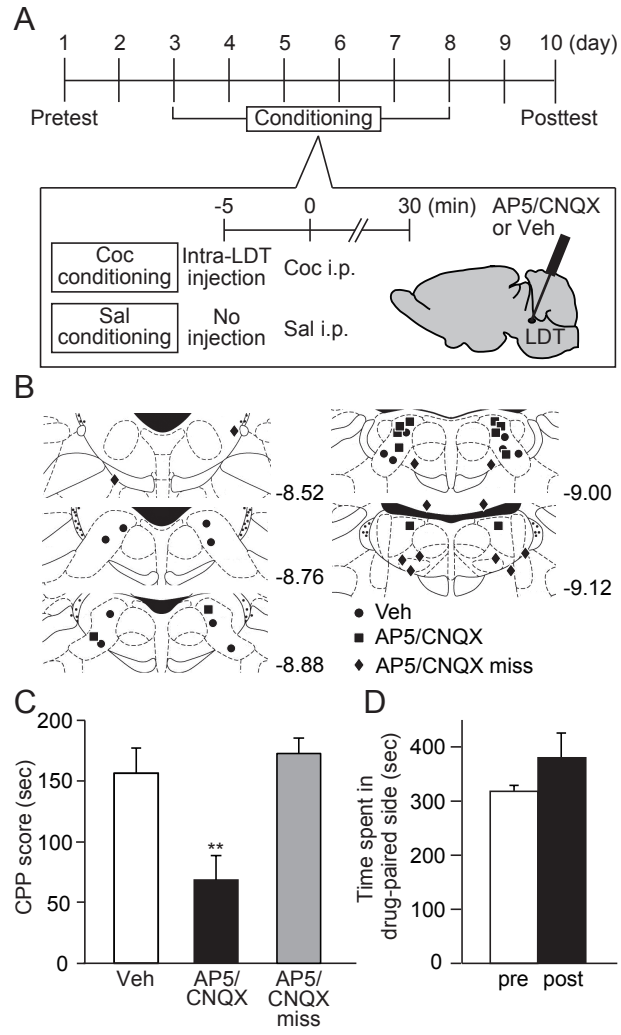 A
1 2 3 4 5 6 7 8 9 10 (day)
Pretest Conditioning Posttest
-5 0 30 (min)
AP5/CNQX
or Veh
Coc
conditioning
Intra-LDT
injection
Coc i.p.
Sal
conditioning
No
injection
Sal i.p.
LDT
B
-8.52
-8.76
-8.88
-9.00
-9.12
Veh
AP5/CNQX
AP5/CNQX miss
C
CPP score (sec)
200
150
100
50
0
**
Veh
AP5/
CNQX
AP5/
CNQX
miss
D
Time spent in
drug-paired side (sec)
400
300
200
100
0
pre post